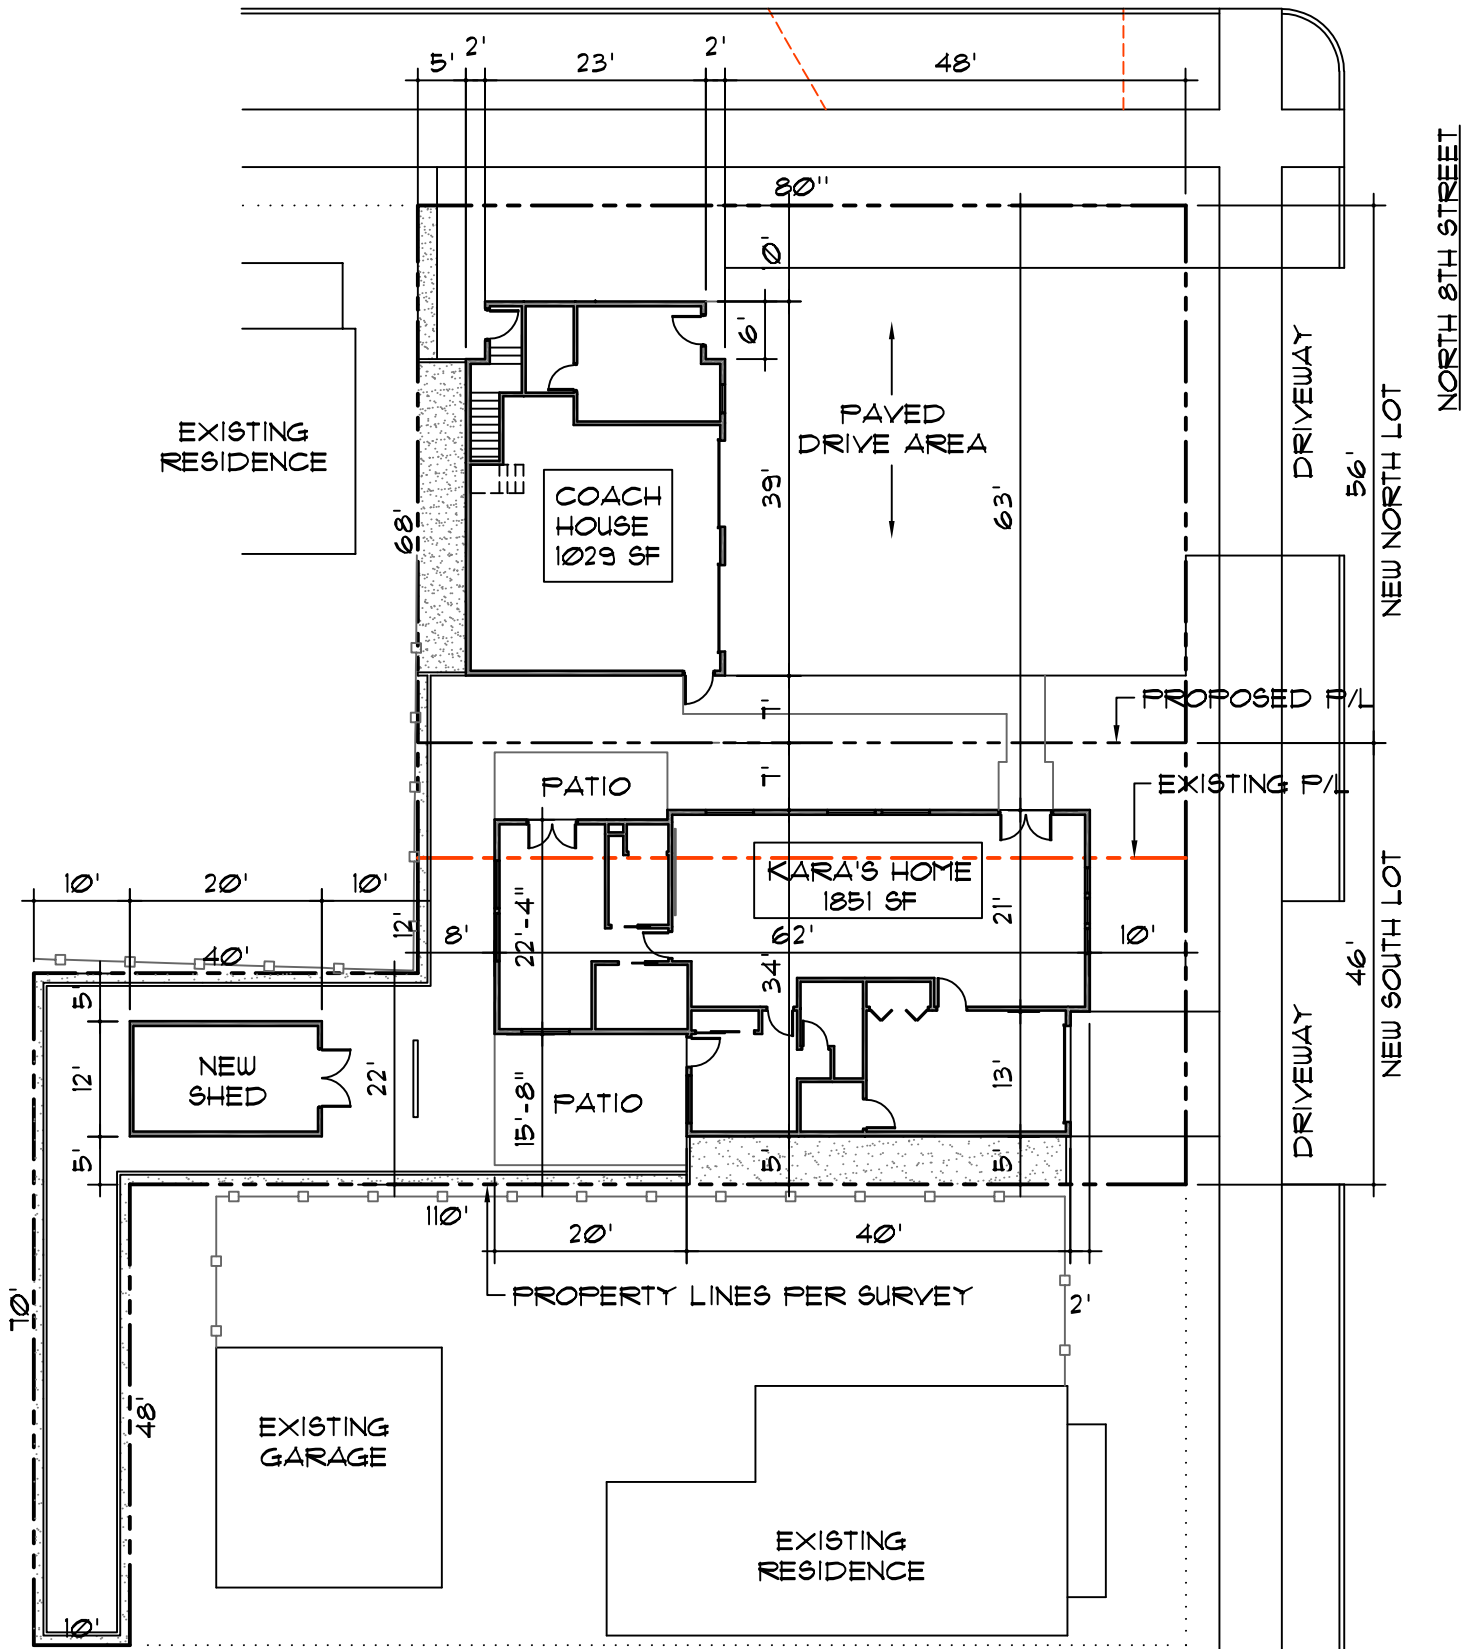 2'
2'
5'
23'
48'
80"
NORTH 8TH STREET
Ø'
6'
DRIVEWAY
PAVED
DRIVE AREA
EXISTING
RESIDENCE
NEW NORTH LOT
56'
COACH
HOUSE
1029 SF
39'
63'
68'
PROPOSED P/L
7'
7'
EXISTING P/L
PATIO
KARA'S HOME
1851 SF
10'
20'
10'
12'
8'
22'-4"
62'
21'
10'
40'
34'
46'
NEW SOUTH LOT
5'
NEW
SHED
12'
22'
13'
DRIVEWAY
15'-8"
PATIO
5'
5'
5'
110'
20'
40'
PROPERTY LINES PER SURVEY
2'
70'
48'
EXISTING
GARAGE
EXISTING
RESIDENCE
10'